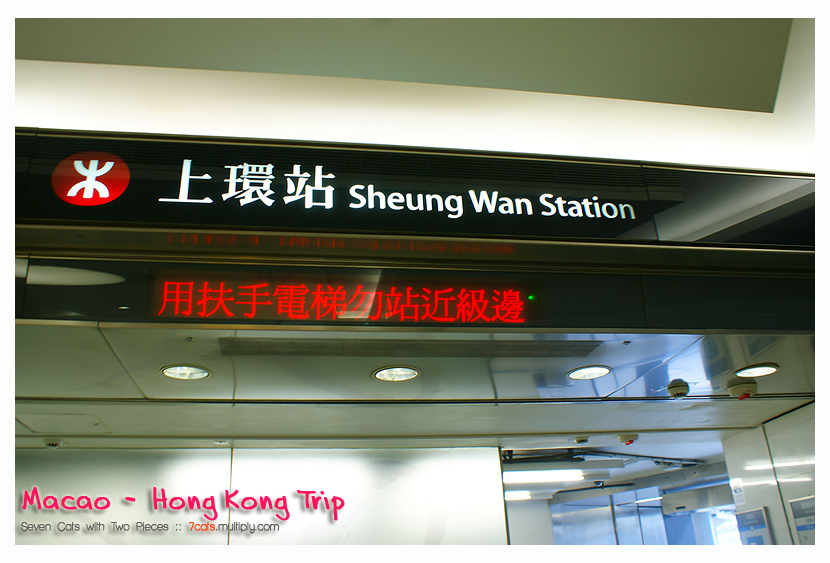 上環站 Sheung Wan Station
用扶手電梯勿站近級邊
Macao - Hong Kong Trip
Seven Cats with Two Pieces :: 7cats.multiply.com